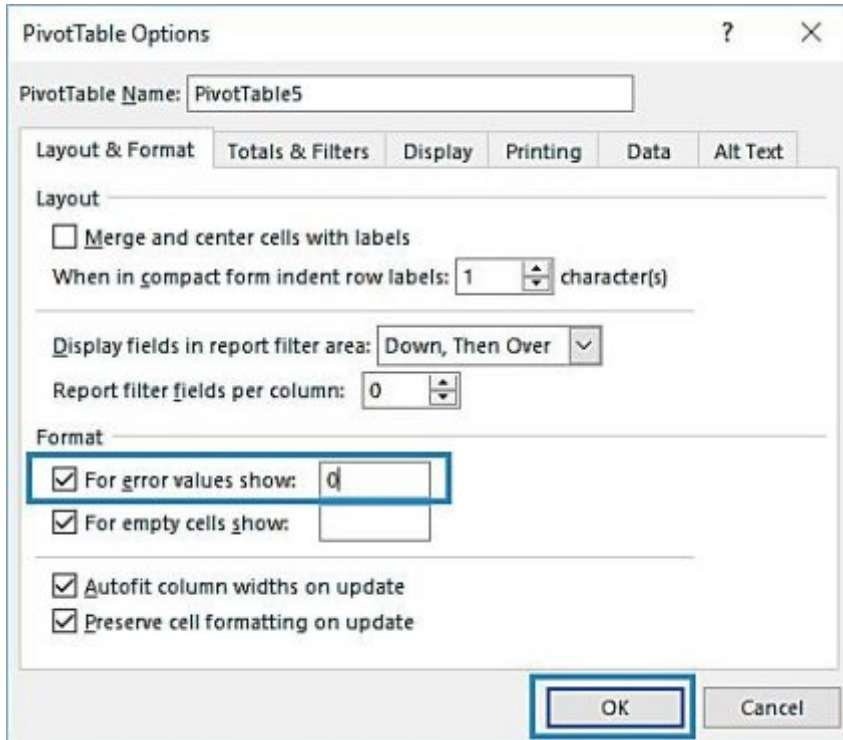 PivotTable Options ?
PivotTable Name: PivotTable5
Layout & Format Totals & Filters Display Printing Data Alt Text
Layout
Merge and center cells with labels
When in compact form indent row labels: 1 character(s)
Display fields in report filter area: Down, Then Over
Report filter fields per column: 0
Format
For error values show: 0
For empty cells show:
Autofit column widths on update
Preserve cell formatting on update
OK Cancel